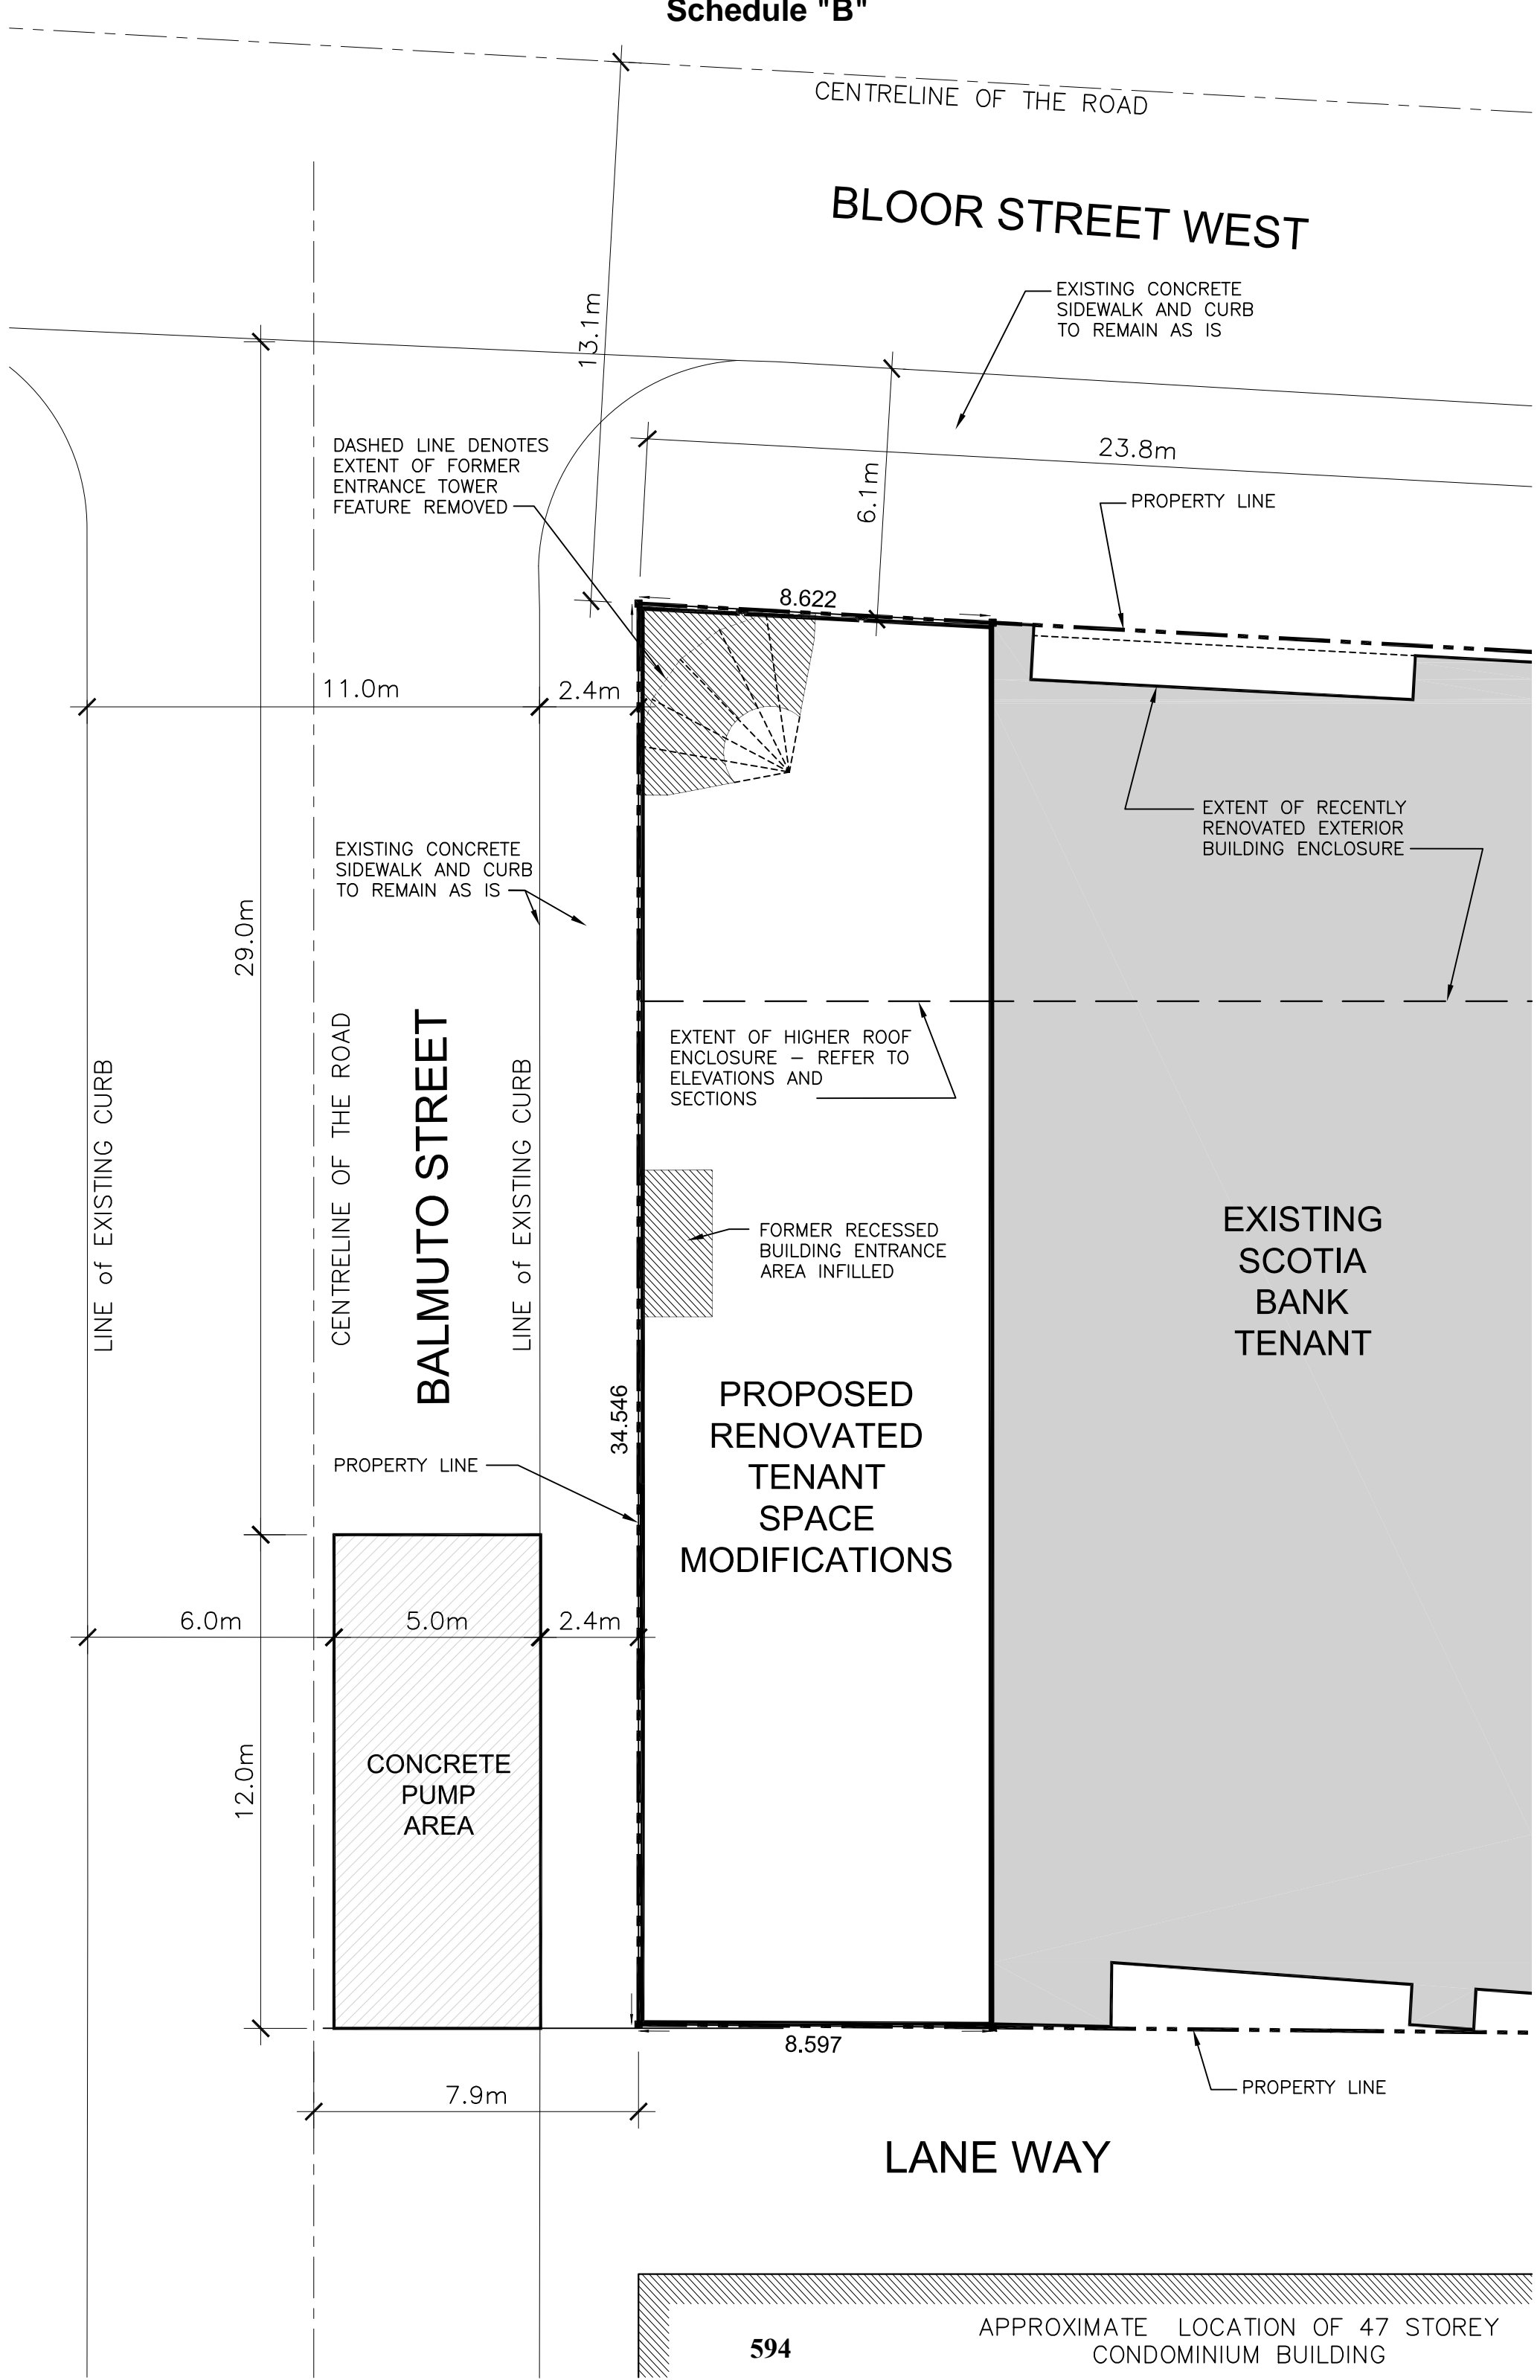 Schedule "B"
CENTRELINE OF THE ROAD
BLOOR STREET WEST
13.1m
EXISTING CONCRETE
SIDEWALK AND CURB
TO REMAIN AS IS
DASHED LINE DENOTES
EXTENT OF FORMER
ENTRANCE TOWER
FEATURE REMOVED
23.8m
6.1m
PROPERTY LINE
8.622
11.0m
2.4m
EXTENT OF RECENTLY
RENOVATED EXTERIOR
BUILDING ENCLOSURE
EXISTING CONCRETE
SIDEWALK AND CURB
TO REMAIN AS IS
29.0m
LINE of EXISTING CURB
CENTRELINE OF THE ROAD
BALMUTO STREET
LINE of EXISTING CURB
EXTENT OF HIGHER ROOF
ENCLOSURE – REFER TO
ELEVATIONS AND
SECTIONS
FORMER RECESSED
BUILDING ENTRANCE
AREA INFILLED
EXISTING
SCOTIA
BANK
TENANT
34.546
PROPOSED
RENOVATED
TENANT
SPACE
MODIFICATIONS
PROPERTY LINE
6.0m
5.0m
2.4m
12.0m
CONCRETE
PUMP
AREA
8.597
7.9m
PROPERTY LINE
LANE WAY
APPROXIMATE LOCATION OF 47 STOREY
CONDOMINIUM BUILDING
594